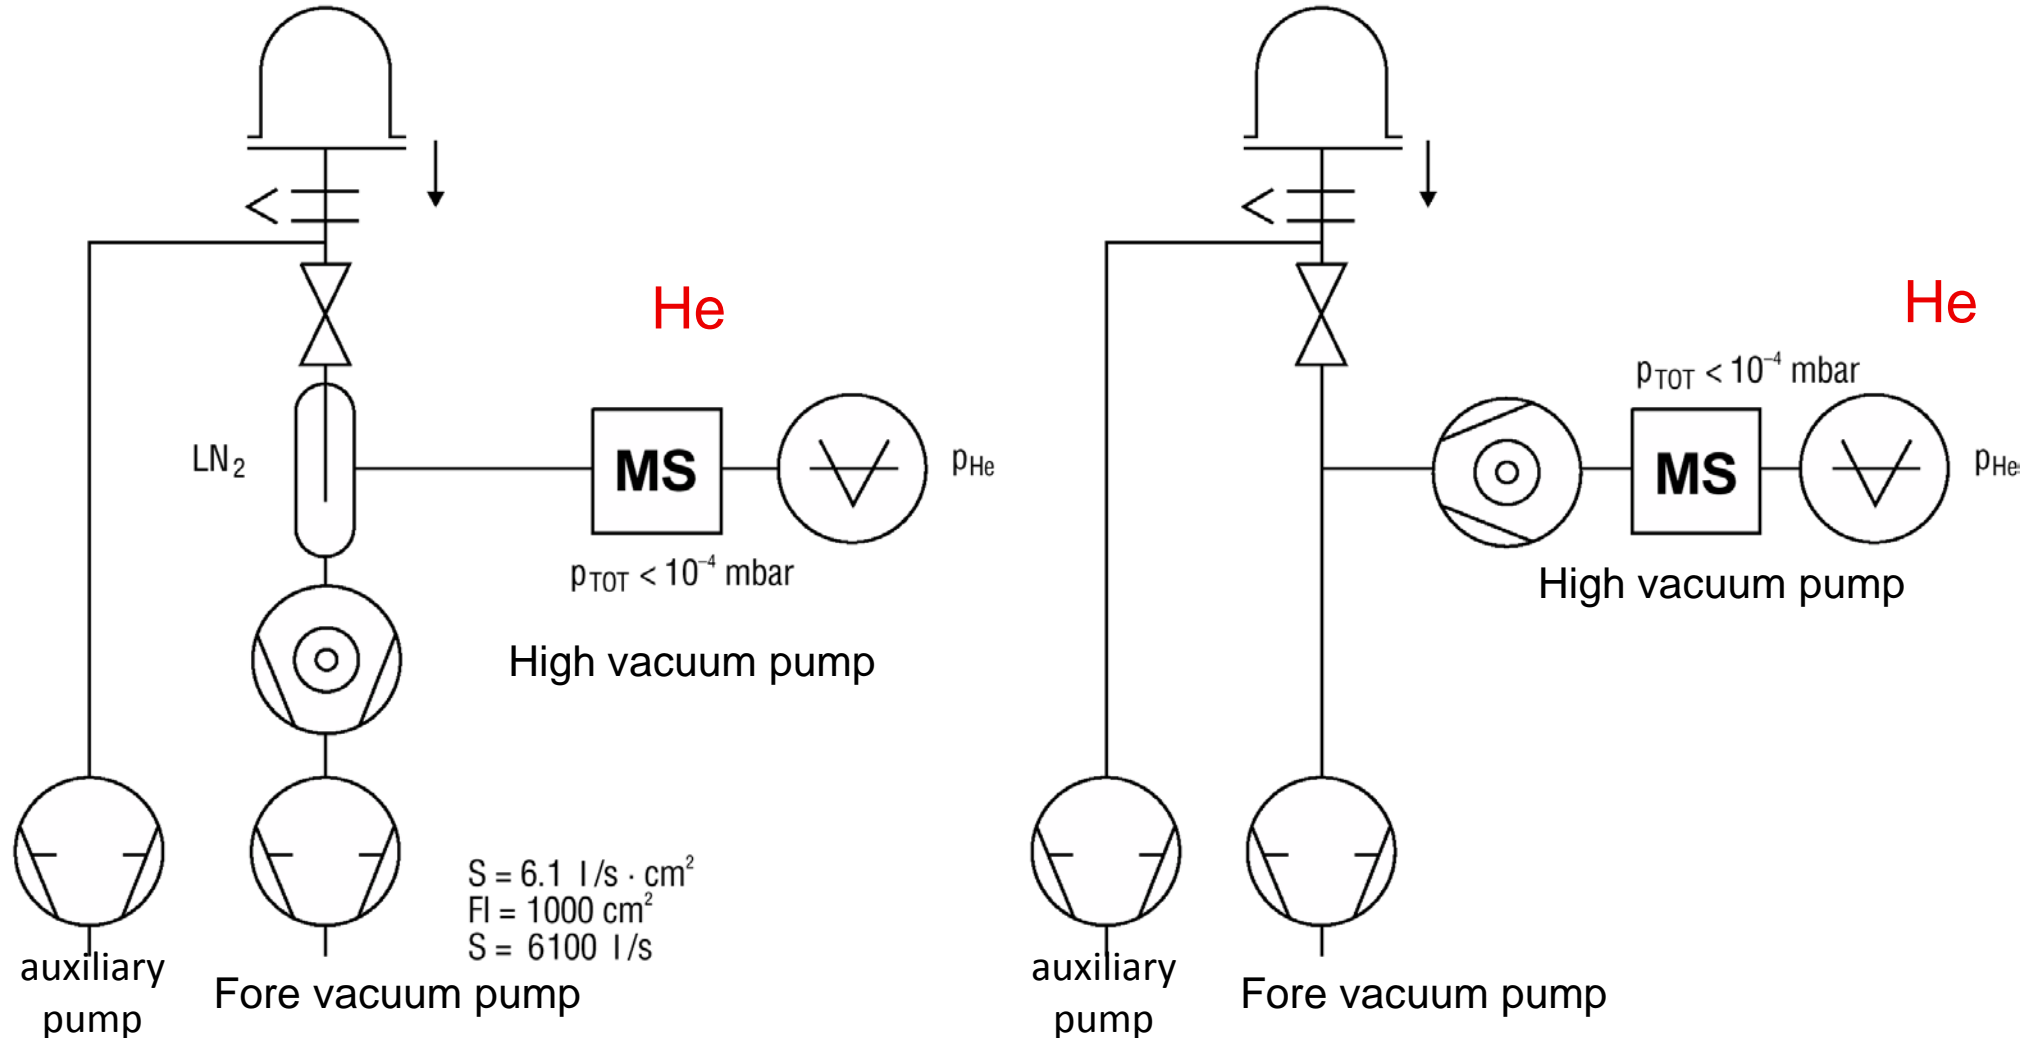 He
LN2
MS
pHe
pTOT < 10⁻⁴ mbar
High vacuum pump
S = 6.1 l/s · cm²
Fl = 1000 cm²
S = 6100 l/s
auxiliary
pump
Fore vacuum pump
He
pTOT < 10⁻⁴ mbar
MS
pHe
High vacuum pump
auxiliary
pump
Fore vacuum pump